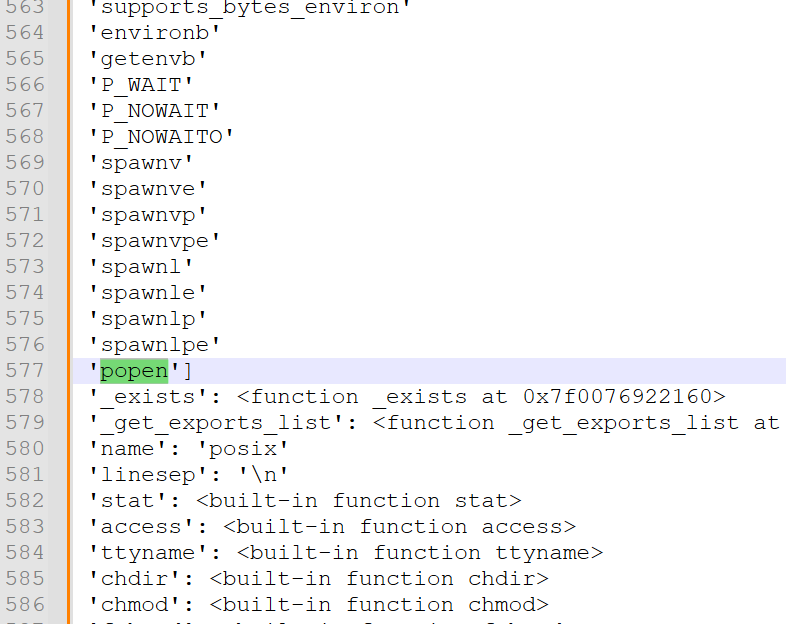 563 'supports_bytes_environ'
564 'environb'
565 'getenvb'
566 'P_WAIT'
567 'P_NOWAIT'
568 'P_NOWAITO'
569 'spawnv'
570 'spawnve'
571 'spawnvp'
572 'spawnvpe'
573 'spawnl'
574 'spawnle'
575 'spawnlp'
576 'spawnlpe'
577 'popen']
578 '_exists': <function _exists at 0x7f0076922160>
579 '_get_exports_list': <function _get_exports_list at
580 'name': 'posix'
581 'linesep': '\n'
582 'stat': <built-in function stat>
583 'access': <built-in function access>
584 'ttyname': <built-in function ttyname>
585 'chdir': <built-in function chdir>
586 'chmod': <built-in function chmod>